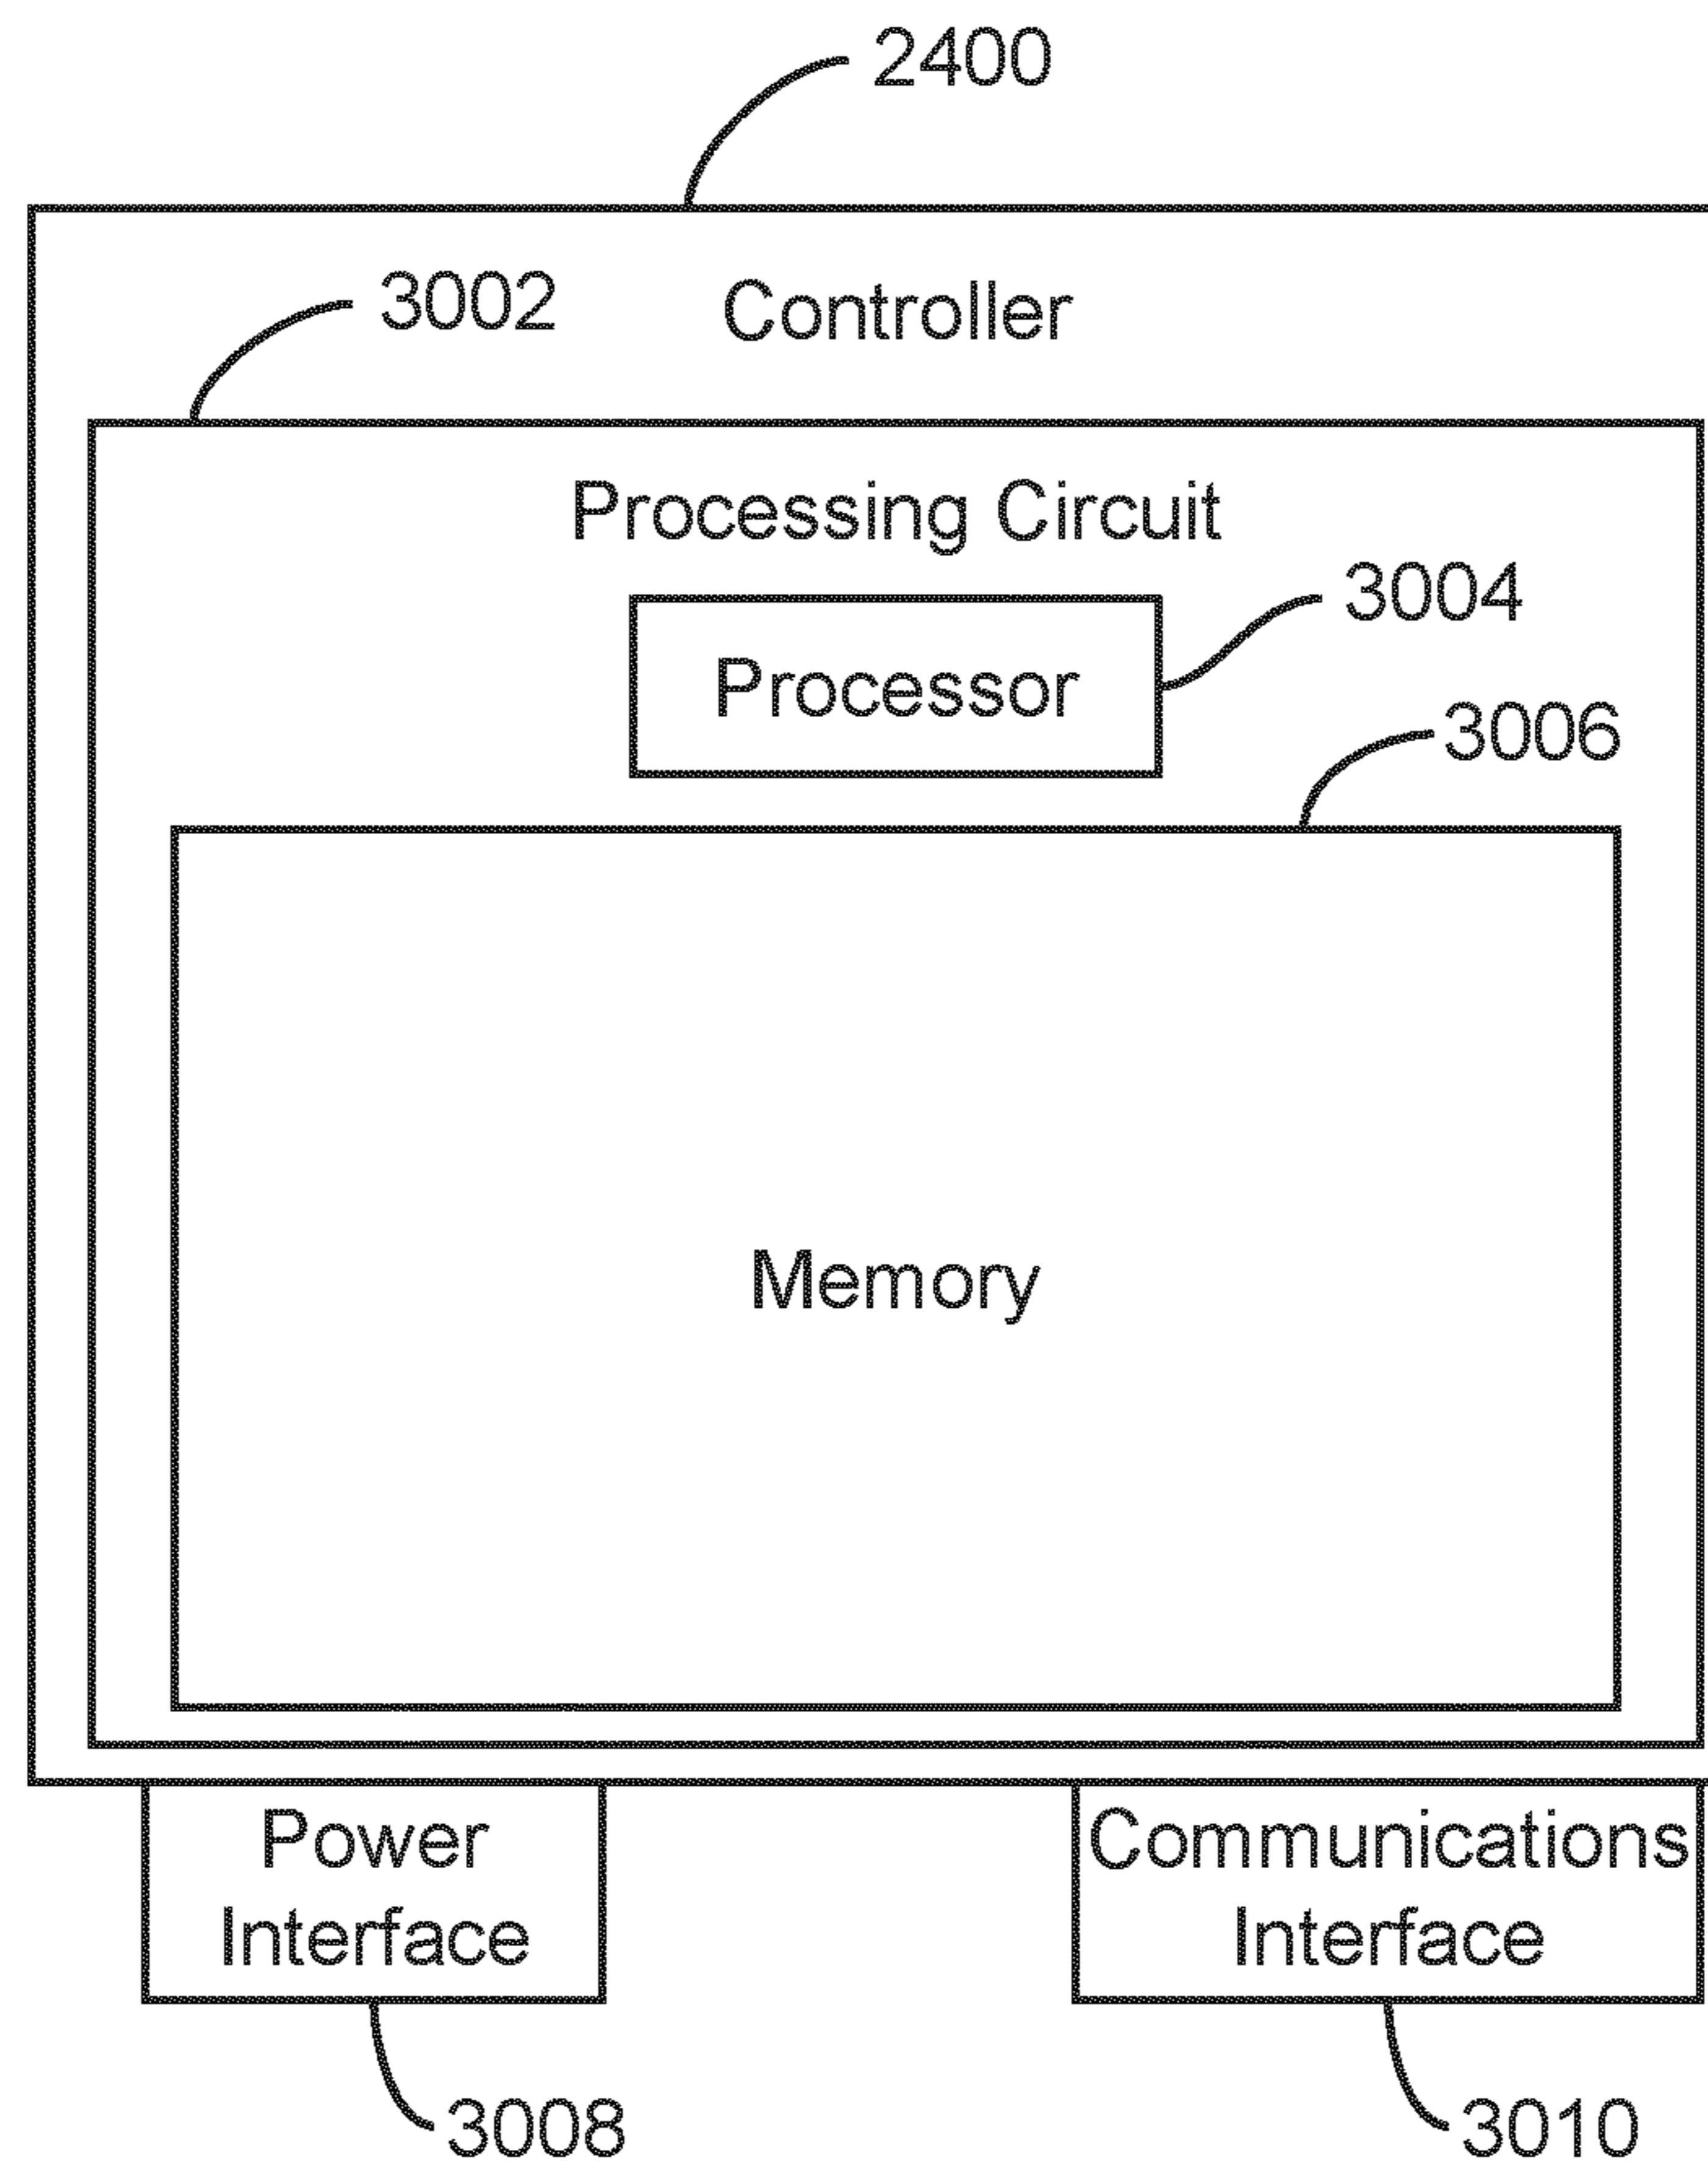 2400
3002
Controller
Processing Circuit
3004
Processor
3006
Memory
Power
Interface
Communications
Interface
3008
3010